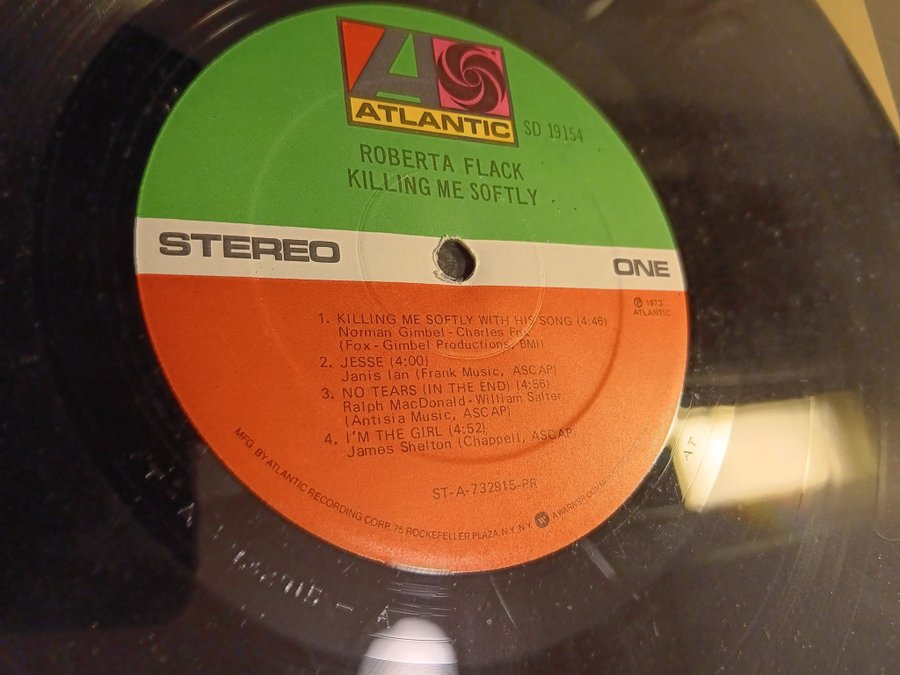 ATLANTIC
SD 19154
ROBERTA FLACK
KILLING ME SOFTLY
STEREO
ONE
℗ 1973
ATLANTIC
1. KILLING ME SOFTLY WITH HIS SONG (4:46)
Norman Gimbel - Charles Fox
(Fox - Gimbel Productions, BMI)
2. JESSE (4:00)
Janis Ian (Frank Music, ASCAP)
3. NO TEARS (IN THE END) (4:56)
Ralph MacDonald - William Salter
(Antisia Music, ASCAP)
4. I'M THE GIRL (4:52)
James Shelton (Chappell, ASCAP)
ST-A-732915-PR
MFG. BY ATLANTIC RECORDING CORP. 75 ROCKEFELLER PLAZA. N.Y. N.Y. A WARNER
AT